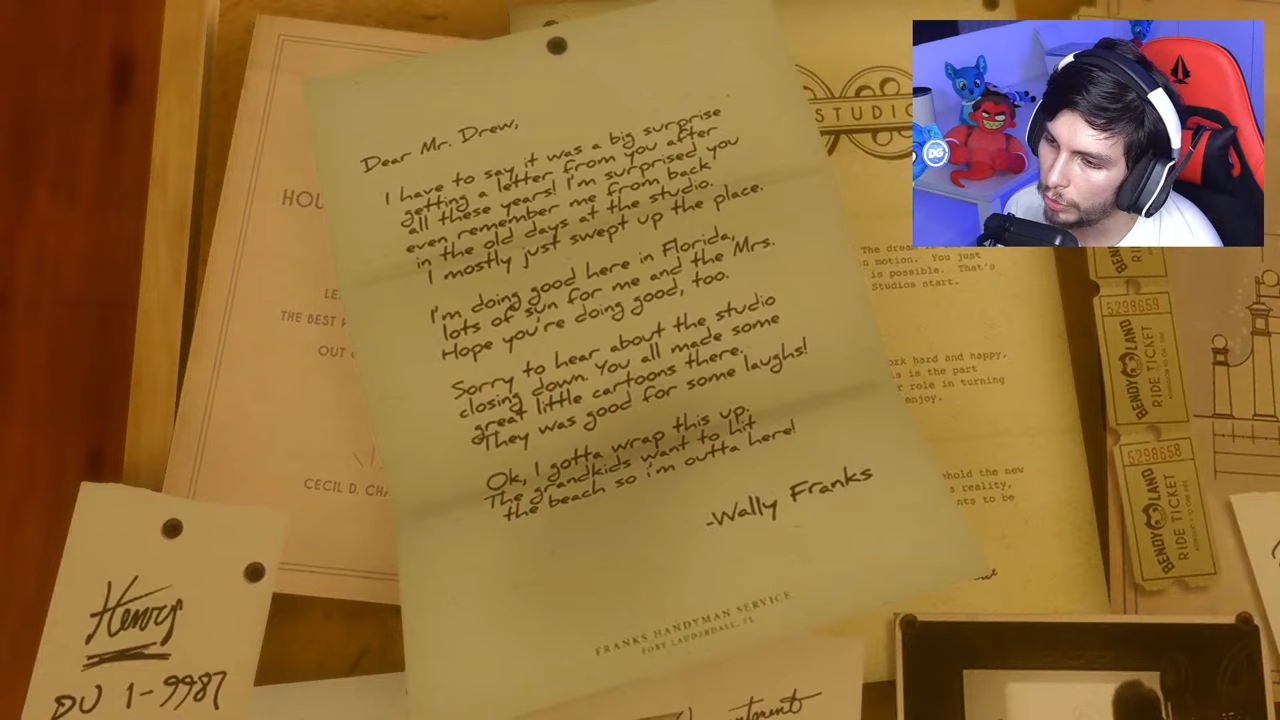 Dear Mr. Drew,
I have to say it was a big surprise
getting a letter from you after
all these years! I'm surprised you
even remember me from back
in the old days at the studio.
I mostly just swept up the place.
I'm doing good here in Florida,
lots of sun for me and the Mrs.
Hope you're doing good, too.
Sorry to hear about the studio
closing down. You all made some
great little cartoons there.
They was good for some laughs!
Ok, I gotta wrap this up.
The grandkids want to hit
the beach so i'm outta here!
-Wally Franks
FRANKS HANDYMAN SERVICE
FORT LAUDERDALE, FL
HOU
THE BEST
OUT
CECIL D. CHA
Henry
DU 1-9987
STUDIO
The dream
in motion. You just
is possible. That's
Studios start.
ork hard and happy,
s is the part
r role in turning
enjoy.
ehold the new
s reality,
nts to be
5298659
BENDY LAND
RIDE TICKET
5298658
BENDY LAND
RIDE TICKET
DG